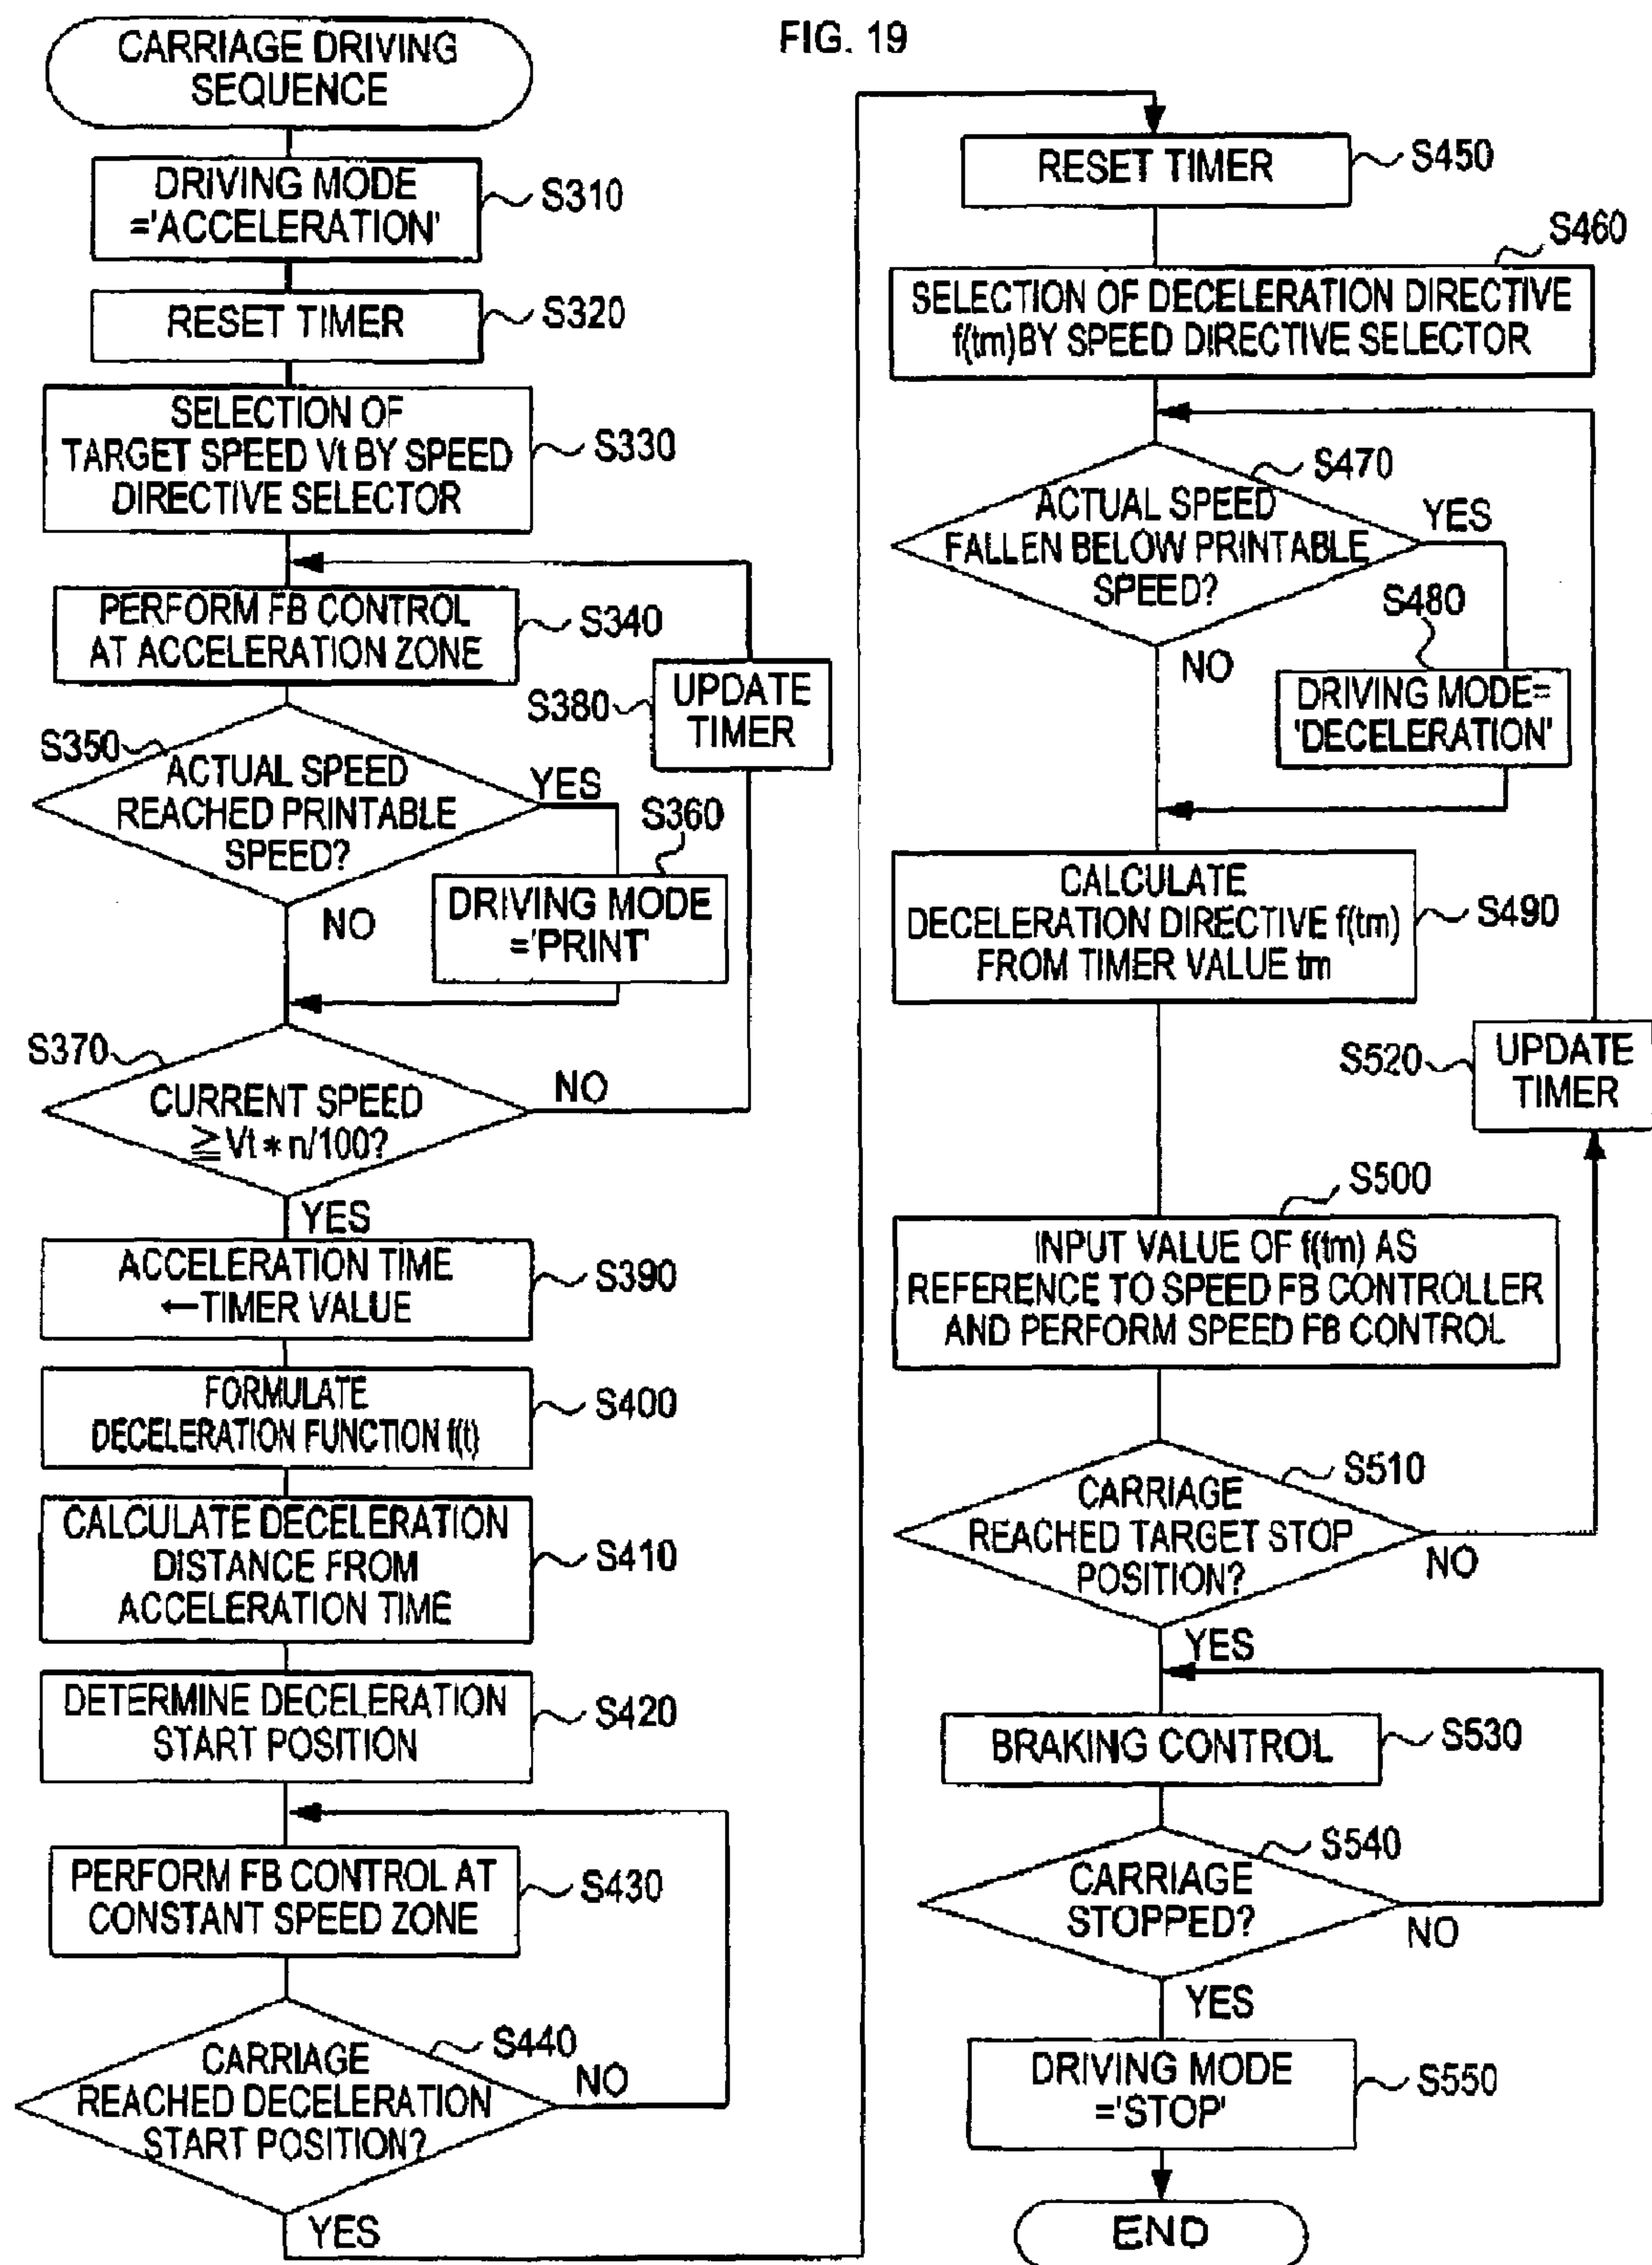 FIG. 19
CARRIAGE DRIVING
SEQUENCE
DRIVING MODE
='ACCELERATION'
S310
RESET TIMER
S320
SELECTION OF
TARGET SPEED Vt BY SPEED
DIRECTIVE SELECTOR
S330
PERFORM FB CONTROL
AT ACCELERATION ZONE
S340
S380
UPDATE
TIMER
S350
ACTUAL SPEED
REACHED PRINTABLE
SPEED?
YES
S360
NO
DRIVING MODE
='PRINT'
S370
CURRENT SPEED
≧Vt * n/100?
NO
YES
ACCELERATION TIME
←TIMER VALUE
S390
FORMULATE
DECELERATION FUNCTION f(t)
S400
CALCULATE DECELERATION
DISTANCE FROM
ACCELERATION TIME
S410
DETERMINE DECELERATION
START POSITION
S420
PERFORM FB CONTROL AT
CONSTANT SPEED ZONE
S430
S440
CARRIAGE
REACHED DECELERATION
START POSITION?
NO
YES
RESET TIMER
S450
S460
SELECTION OF DECELERATION DIRECTIVE
f(tm)BY SPEED DIRECTIVE SELECTOR
S470
ACTUAL SPEED
FALLEN BELOW PRINTABLE
SPEED?
YES
S480
NO
DRIVING MODE=
'DECELERATION'
CALCULATE
DECELERATION DIRECTIVE f(tm)
FROM TIMER VALUE tm
S490
S520
UPDATE
TIMER
S500
INPUT VALUE OF f(tm) AS
REFERENCE TO SPEED FB CONTROLLER
AND PERFORM SPEED FB CONTROL
S510
CARRIAGE
REACHED TARGET STOP
POSITION?
NO
YES
BRAKING CONTROL
S530
S540
CARRIAGE
STOPPED?
NO
YES
DRIVING MODE
='STOP'
S550
END